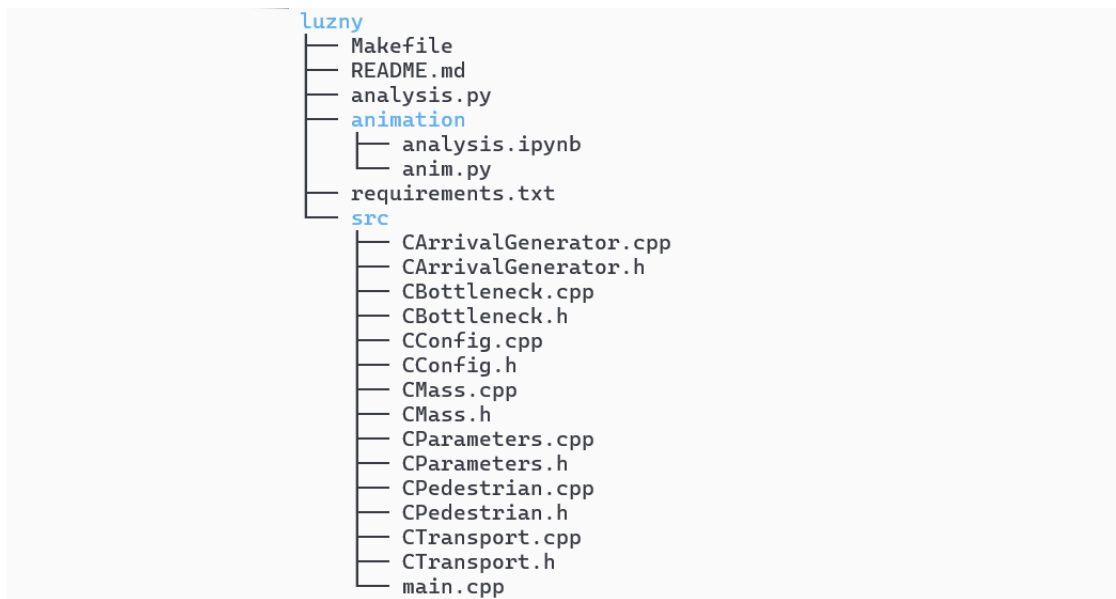 luzny
Makefile
README.md
analysis.py
animation
analysis.ipynb
anim.py
requirements.txt
src
CArrivalGenerator.cpp
CArrivalGenerator.h
CBottleneck.cpp
CBottleneck.h
CConfig.cpp
CConfig.h
CMass.cpp
CMass.h
CParameters.cpp
CParameters.h
CPedestrian.cpp
CPedestrian.h
CTransport.cpp
CTransport.h
main.cpp